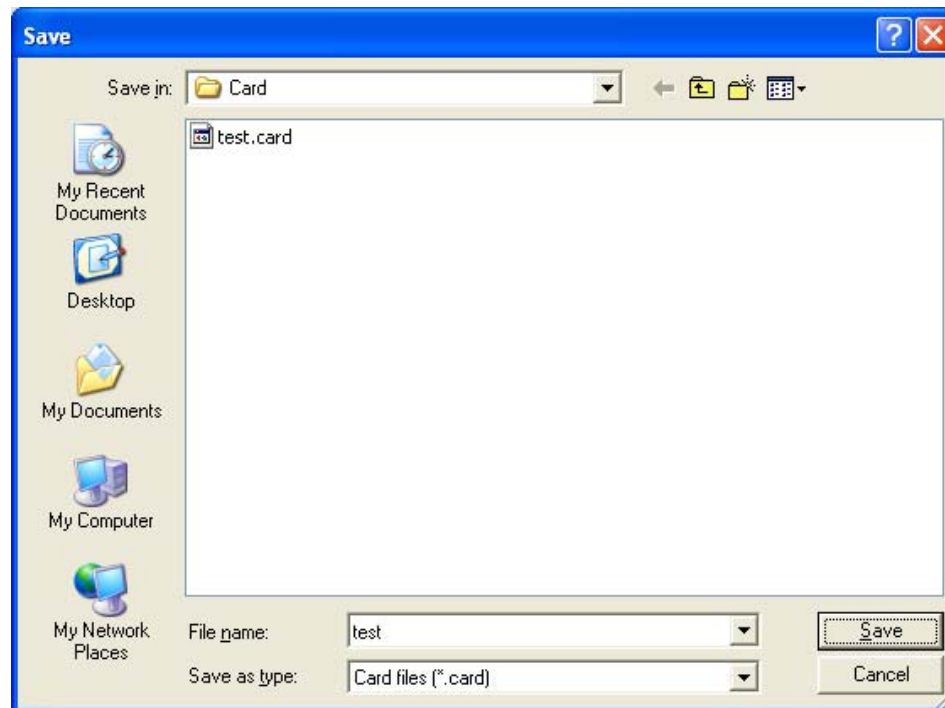 Save
Save in:
Card
test.card
My Recent
Documents
Desktop
My Documents
My Computer
My Network
Places
File name:
test
Save
Save as type:
Card files (*.card)
Cancel